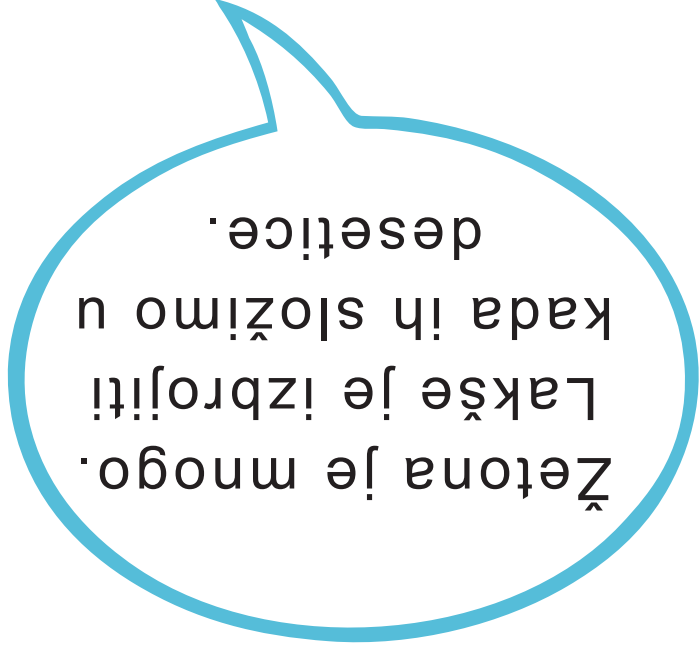 Žetona je mnogo.
Lakše je izbrojiti
kada ih složimo u
desetice.